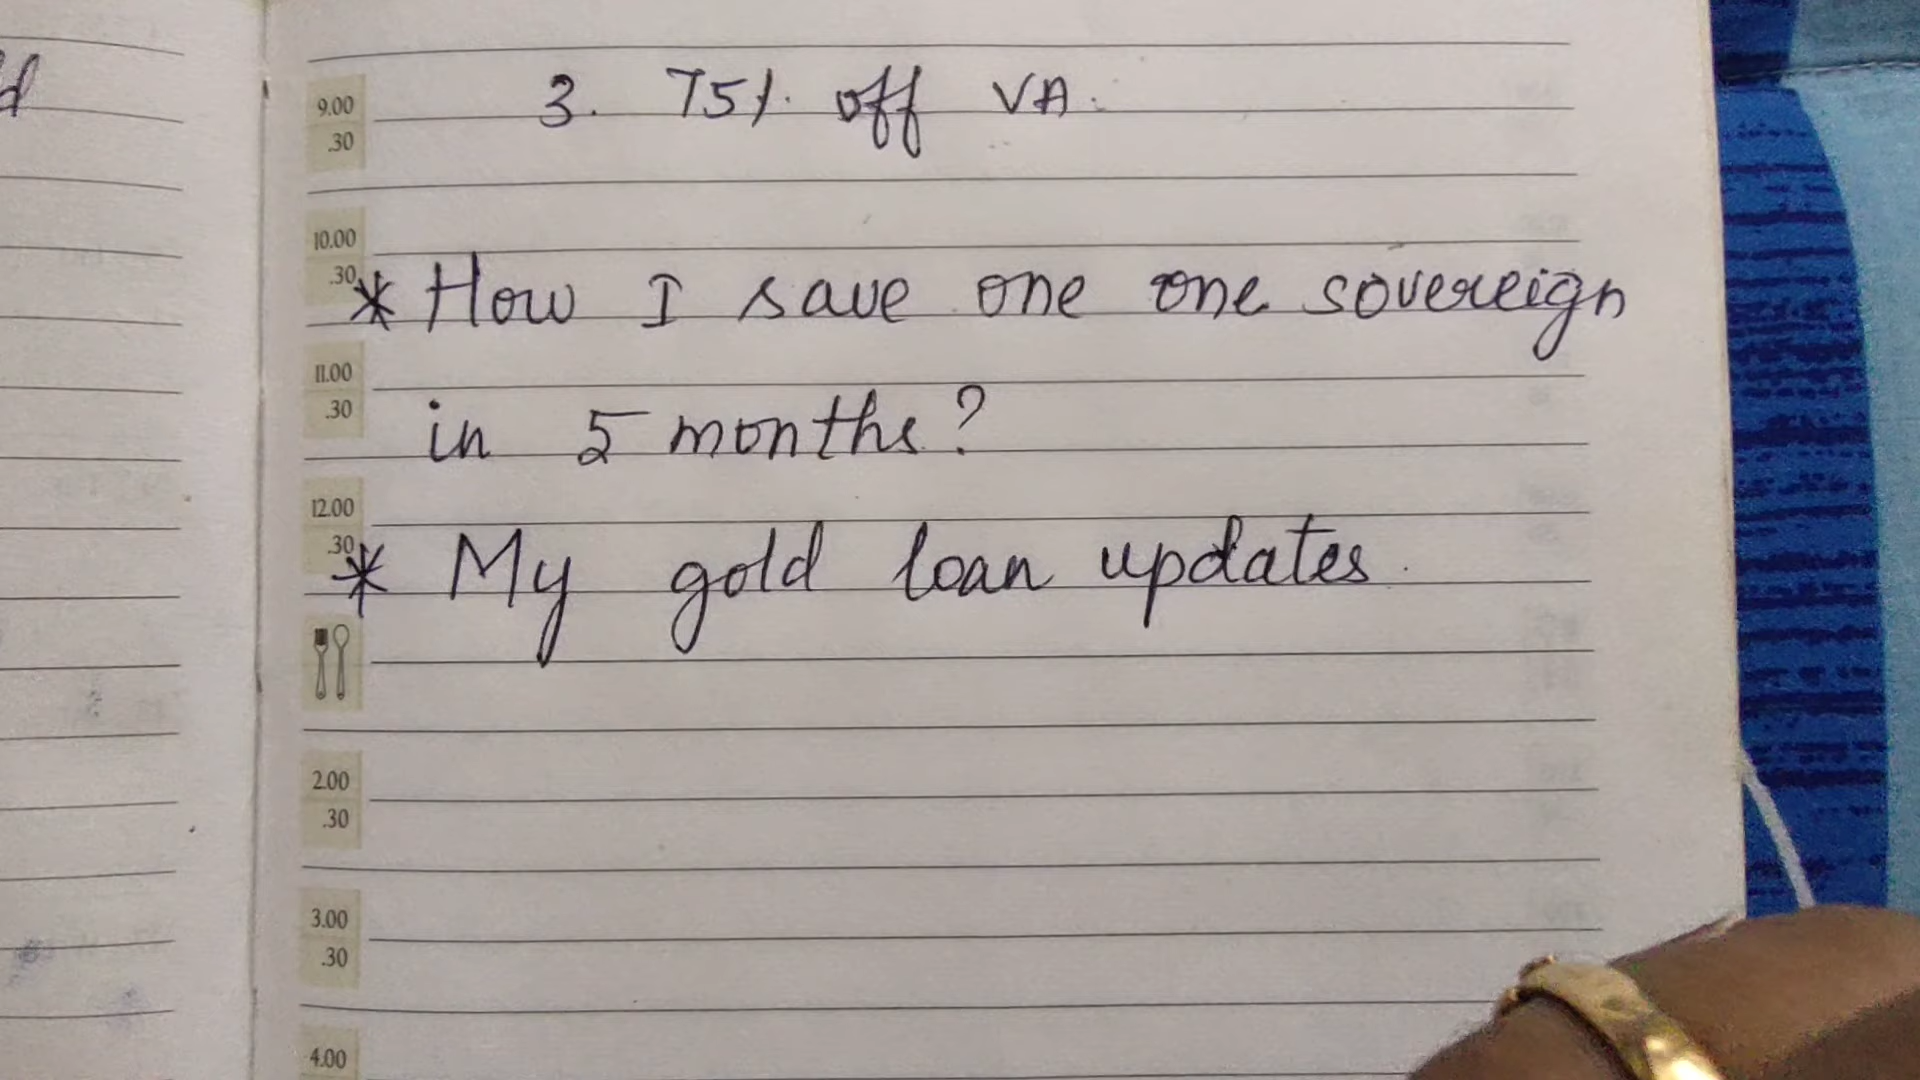 d
9.00
3. 75%. off VA.
.30
10.00
.30
* How I save one one sovereign
11.00
.30
in 5 months?
12.00
.30
* My gold loan updates.
2.00
.30
3.00
.30
4.00